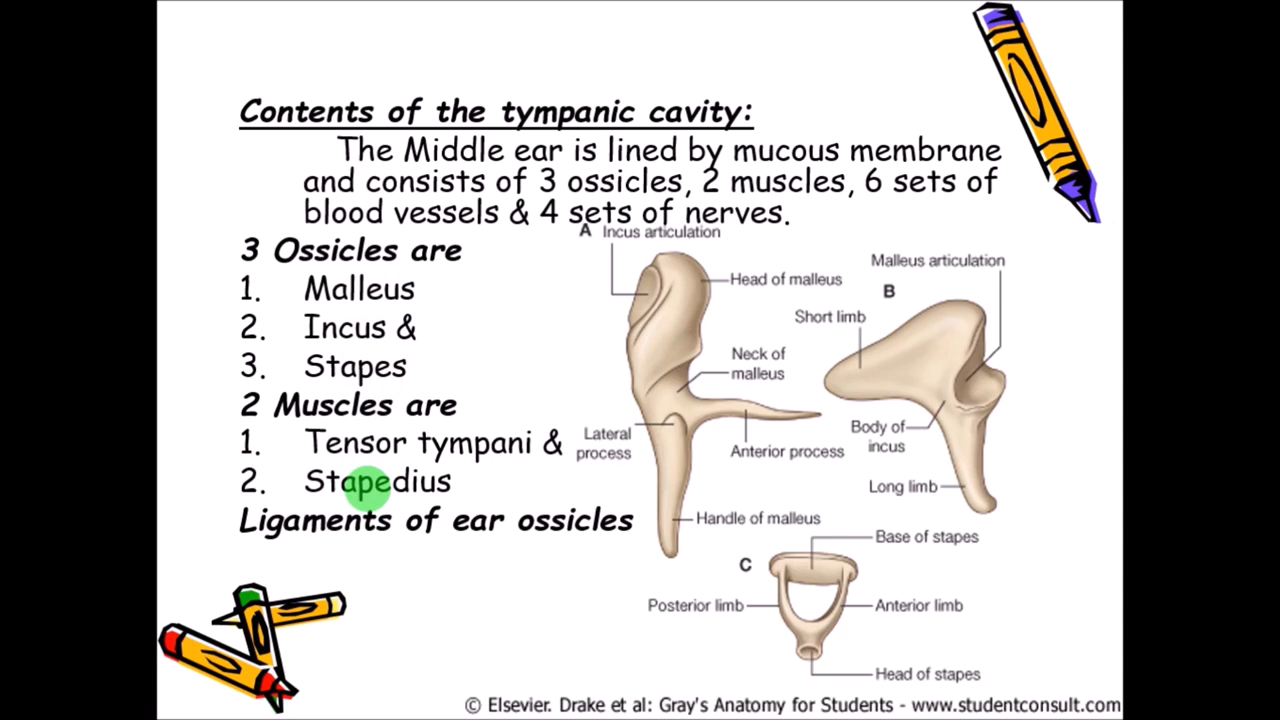 Contents of the tympanic cavity:
The Middle ear is lined by mucous membrane
and consists of 3 ossicles, 2 muscles, 6 sets of
blood vessels & 4 sets of nerves.
3 Ossicles are
1. Malleus
2. Incus &
3. Stapes
2 Muscles are
1. Tensor tympani &
2. Stapedius
Ligaments of ear ossicles
A Incus articulation
Head of malleus
Neck of
malleus
Lateral
process
Anterior process
Handle of malleus
Malleus articulation
B
Short limb
Body of
incus
Long limb
Base of stapes
C
Posterior limb
Anterior limb
Head of stapes
© Elsevier. Drake et al: Gray's Anatomy for Students - www.studentconsult.com